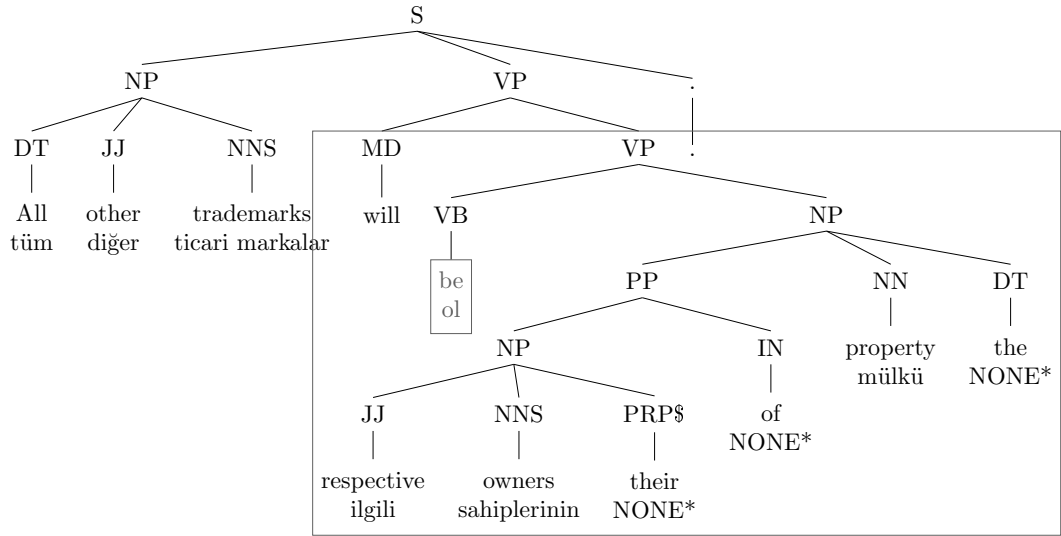 S
NP VP .
DT JJ NNS MD VP .
All other trademarks will VB NP
tüm diğer ticari markalar
be PP NN DT
ol
NP IN property the
mülkü NONE*
JJ NNS PRP$ of
NONE*
respective owners their
ilgili sahiplerinin NONE*